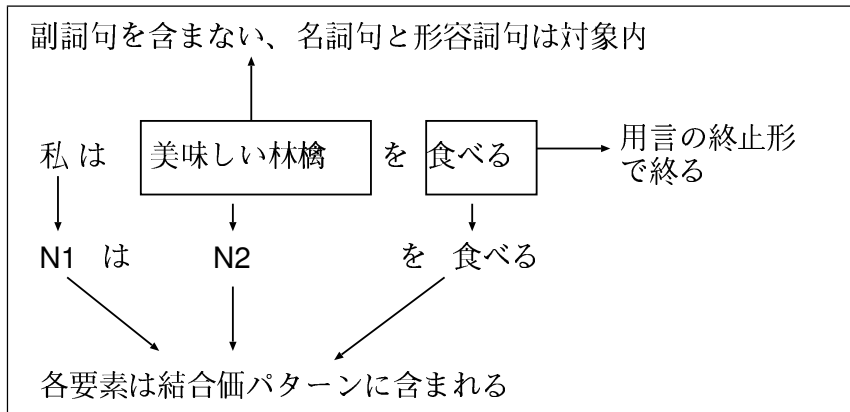 副詞句を含まない、名詞句と形容詞句は対象内
私は 美味しい林檎 を 食べる
用言の終止形
で終る
N1 は N2 を 食べる
各要素は結合価パターンに含まれる